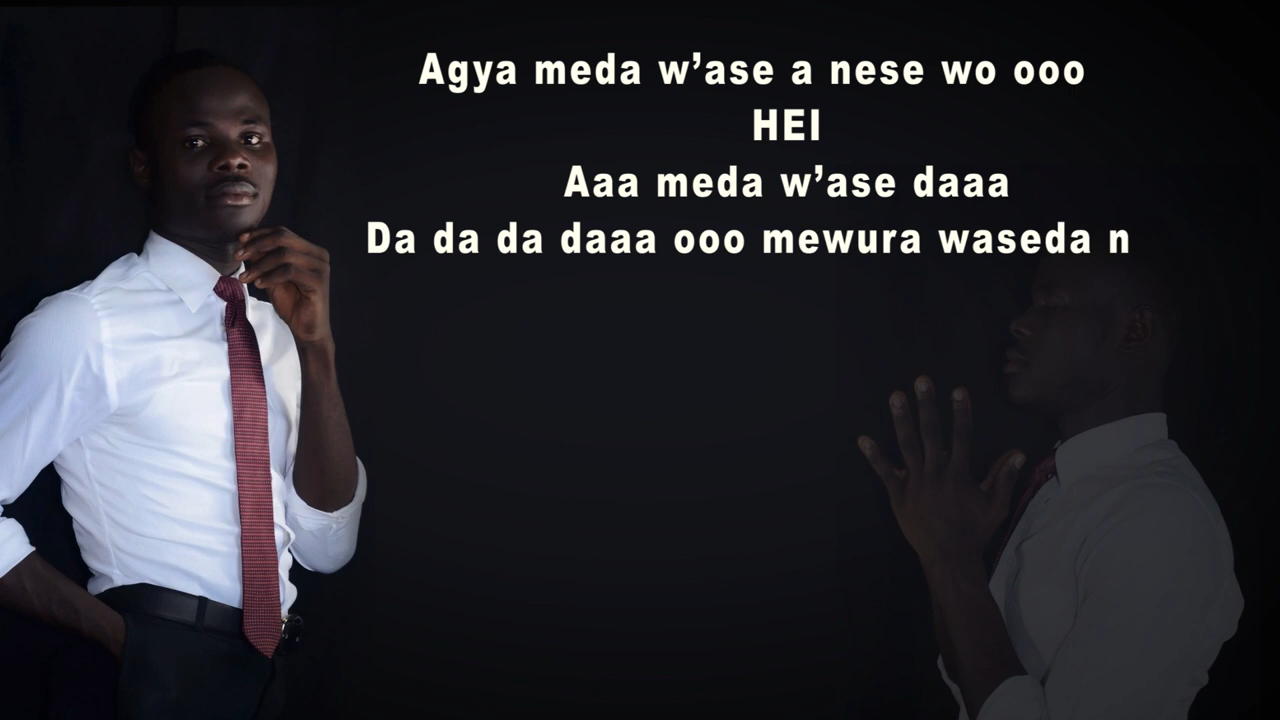 Agya meda w’ase a nese wo ooo
HEI
Aaa meda w’ase daaa
Da da da daaa ooo mewura waseda n